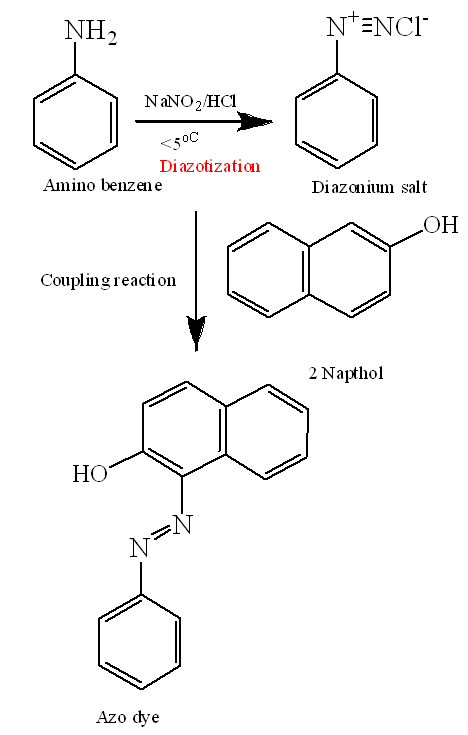 NH2
N+≡NCl-
NaNO2/HCl
<5oC
Diazotization
Amino benzene
Diazonium salt
OH
Coupling reaction
2 Napthol
HO
N
N
Azo dye